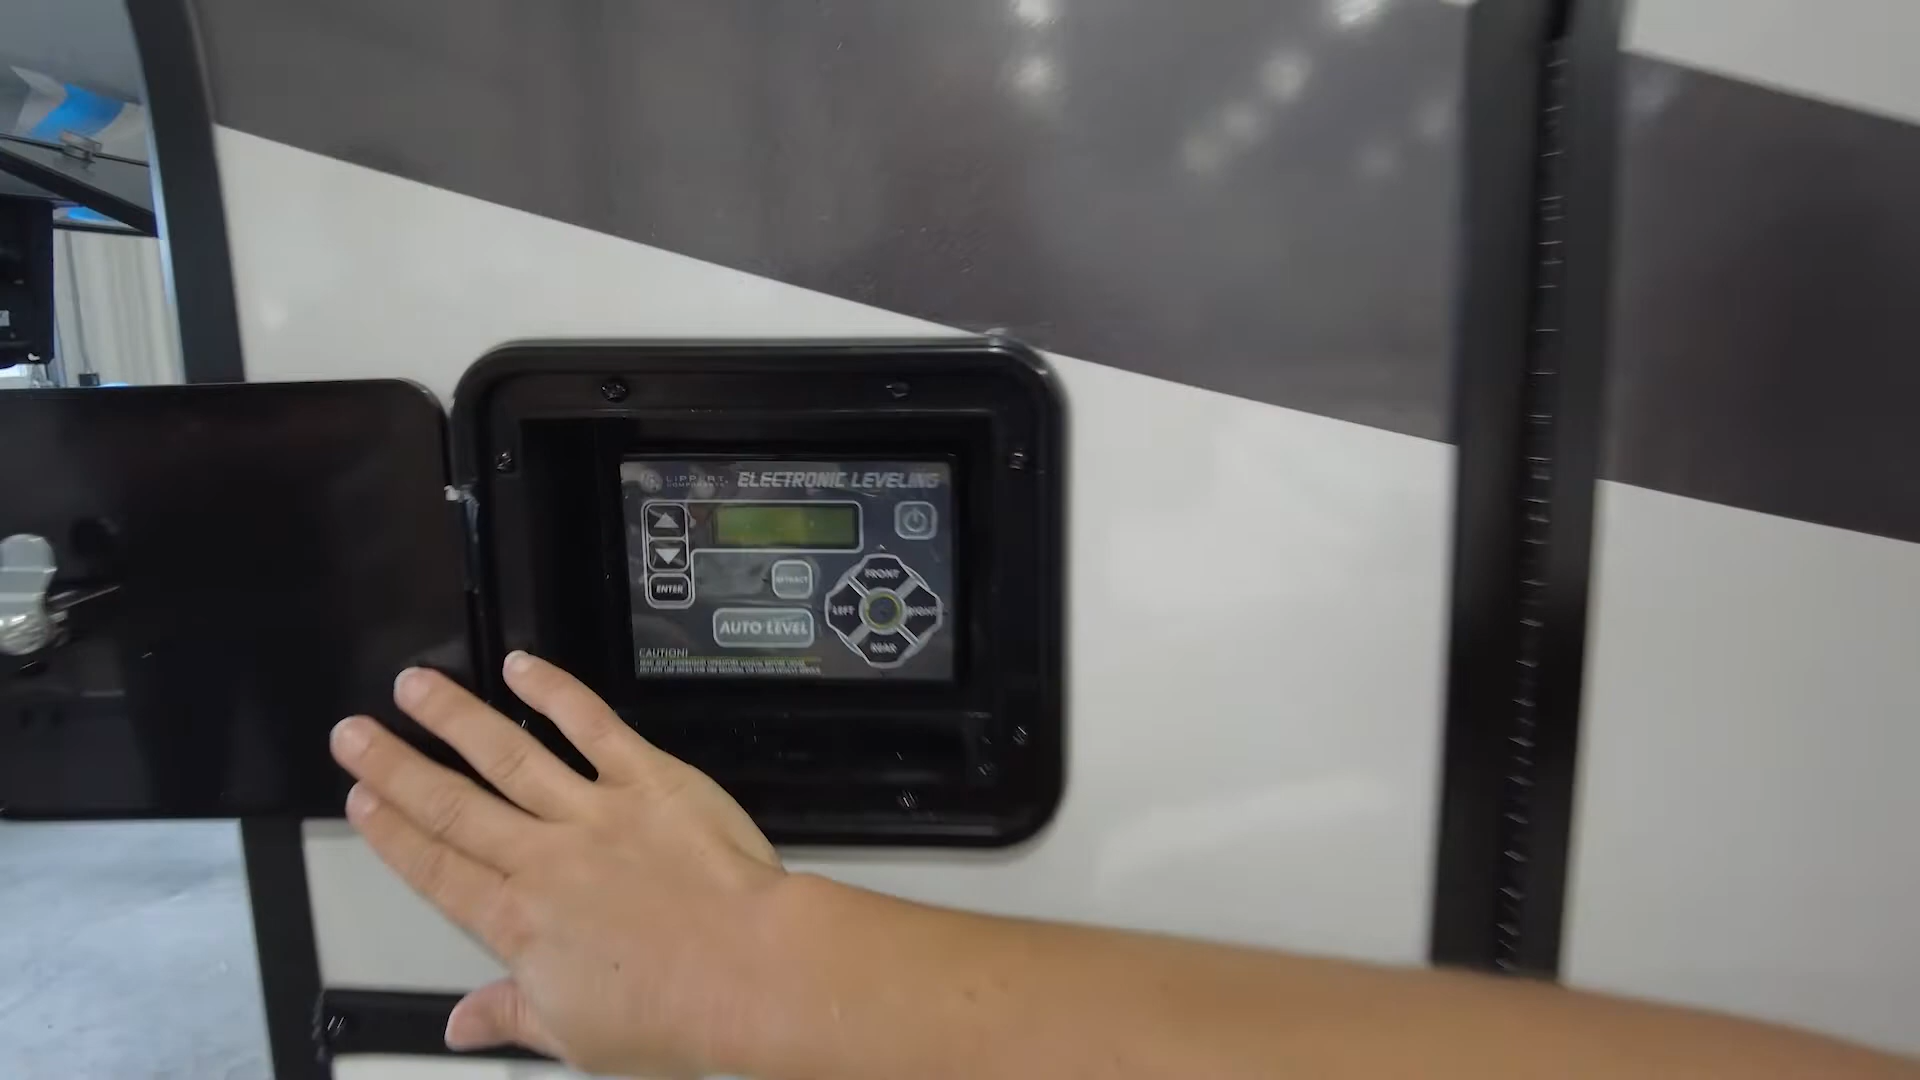 LIPPERT
COMPONENTS
ELECTRONIC LEVELING
ENTER
RETRACT
AUTO LEVEL
FRONT
LEFT
RIGHT
REAR
CAUTION!